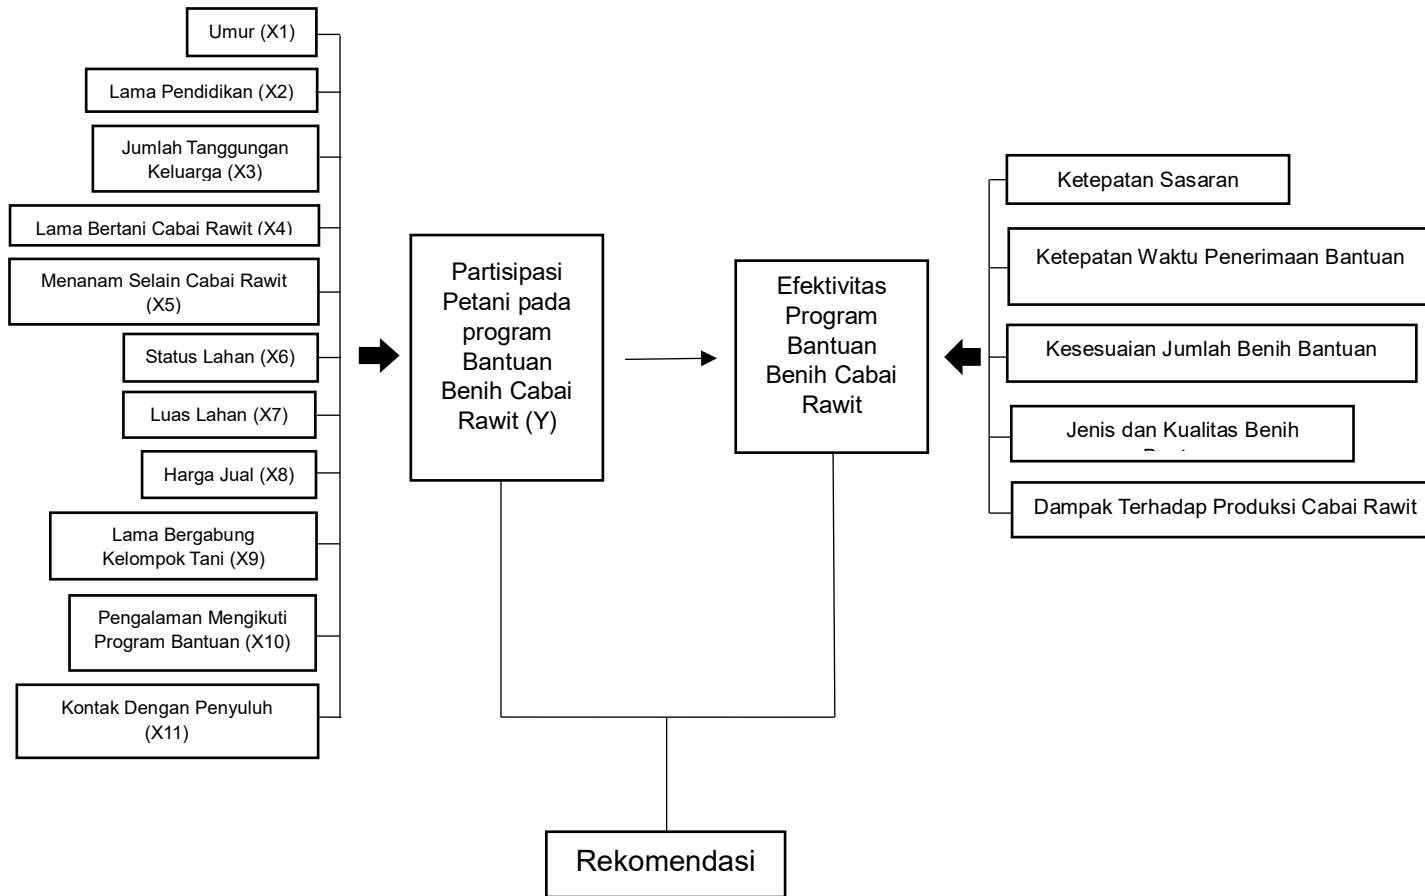 Umur (X1)
Lama Pendidikan (X2)
Jumlah Tanggungan
Keluarga (X3)
Lama Bertani Cabai Rawit (X4)
Menanam Selain Cabai Rawit
(X5)
Status Lahan (X6)
Luas Lahan (X7)
Harga Jual (X8)
Lama Bergabung
Kelompok Tani (X9)
Pengalaman Mengikuti
Program Bantuan (X10)
Kontak Dengan Penyuluh
(X11)
Partisipasi
Petani pada
program
Bantuan
Benih Cabai
Rawit (Y)
Efektivitas
Program
Bantuan
Benih Cabai
Rawit
Ketepatan Sasaran
Ketepatan Waktu Penerimaan Bantuan
Kesesuaian Jumlah Benih Bantuan
Jenis dan Kualitas Benih
Dampak Terhadap Produksi Cabai Rawit
Rekomendasi